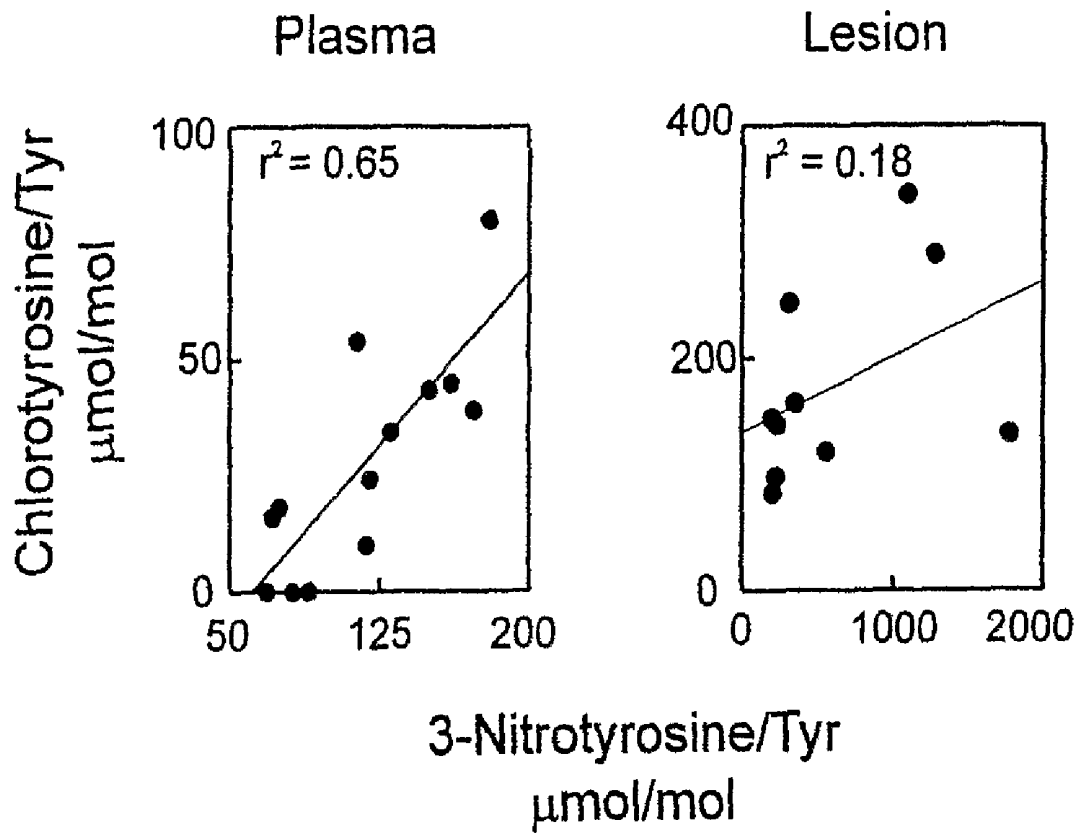 Plasma
Lesion
Chlorotyrosine/Tyr
μmol/mol
100
50
0
r² = 0.65
50
125
200
400
200
0
r² = 0.18
0
1000
2000
3-Nitrotyrosine/Tyr
μmol/mol